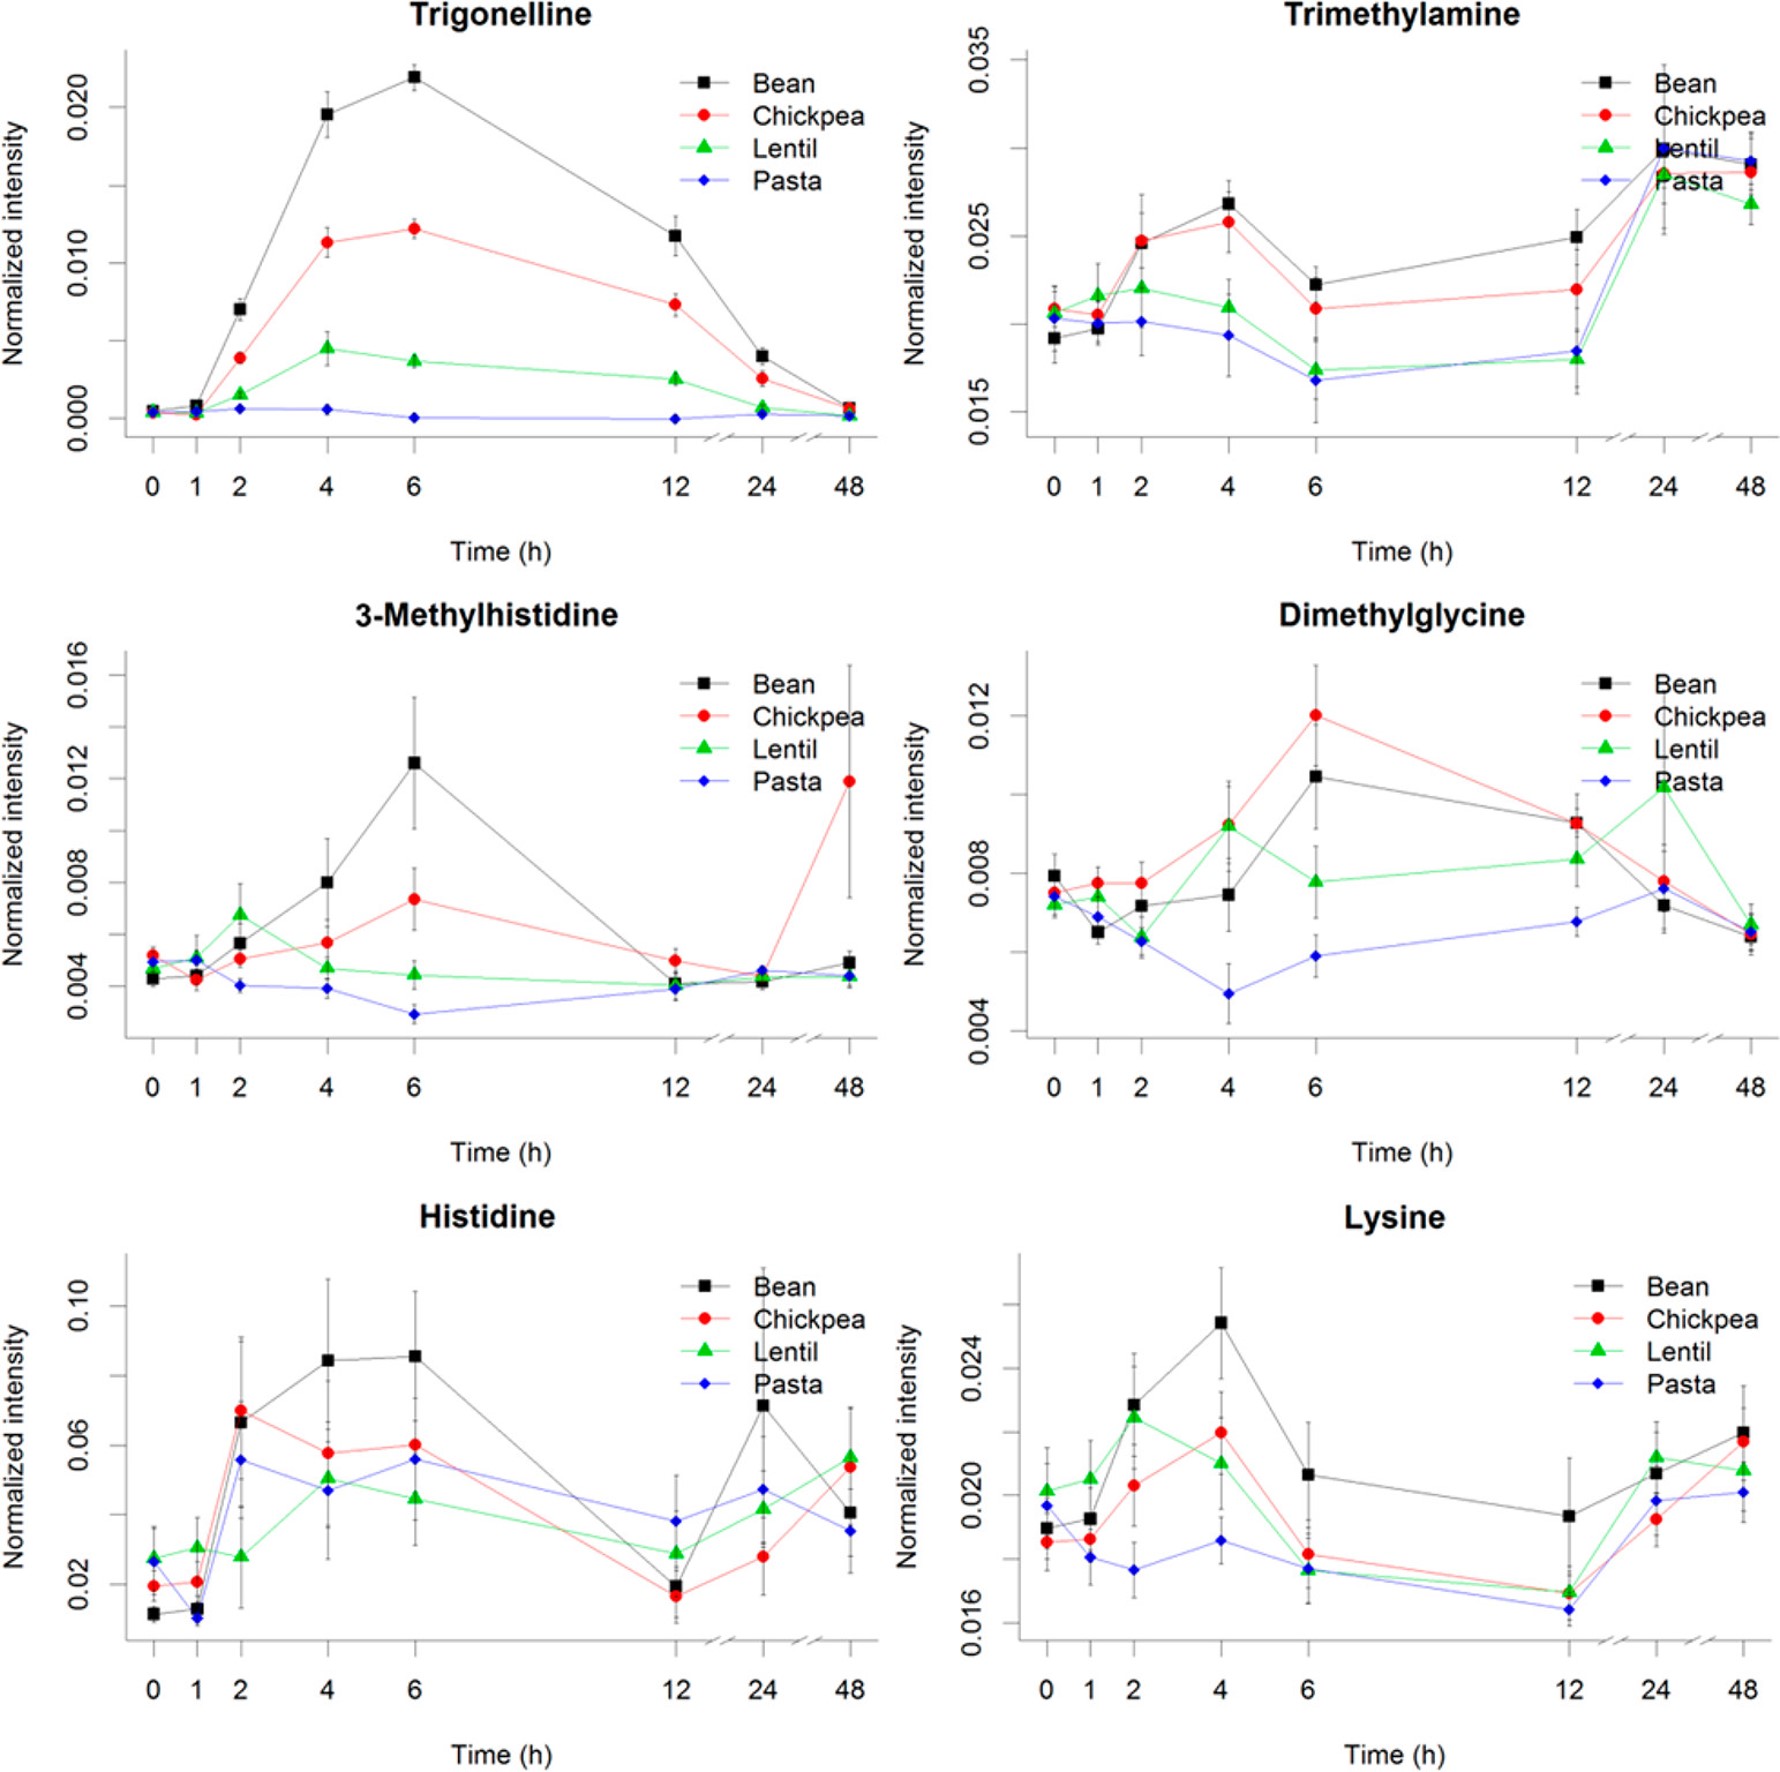 Trigonelline
Normalized intensity
0.020
0.010
0.000
Bean
Chickpea
Lentil
Pasta
0 1 2 4 6 12 24 48
Time (h)
Trimethylamine
Normalized intensity
0.035
0.025
0.015
Bean
Chickpea
Lentil
Pasta
0 1 2 4 6 12 24 48
Time (h)
3-Methylhistidine
Normalized intensity
0.016
0.012
0.008
0.004
Bean
Chickpea
Lentil
Pasta
0 1 2 4 6 12 24 48
Time (h)
Dimethylglycine
Normalized intensity
0.012
0.008
0.004
Bean
Chickpea
Lentil
Pasta
0 1 2 4 6 12 24 48
Time (h)
Histidine
Normalized intensity
0.10
0.06
0.02
Bean
Chickpea
Lentil
Pasta
0 1 2 4 6 12 24 48
Time (h)
Lysine
Normalized intensity
0.024
0.020
0.016
Bean
Chickpea
Lentil
Pasta
0 1 2 4 6 12 24 48
Time (h)